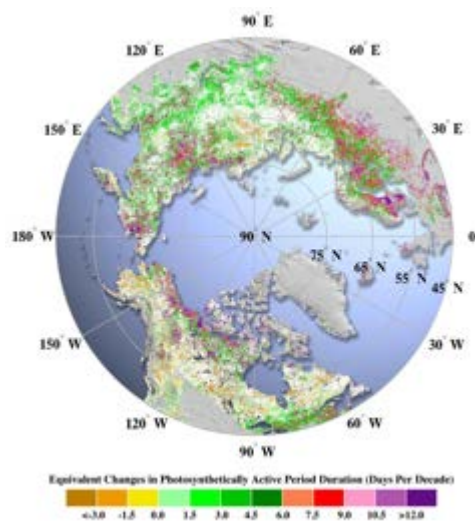 90° E
120° E
60° E
150° E
30° E
180° W
90° N
75° N
65° N
55° N
45° N
0
150° W
30° W
120° W
60° W
90° W
Equivalent Changes in Photosynthetically Active Period Duration (Days Per Decade)
<-3.0 -1.5 0.0 1.5 3.0 4.5 6.0 7.5 9.0 10.5 >12.0